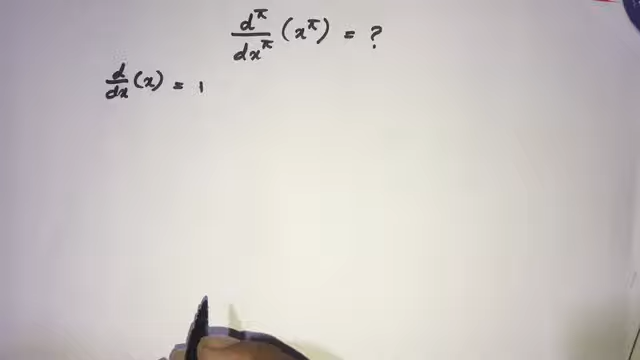 d^π/dx^π (x^π) = ?
d/dx (x) = 1